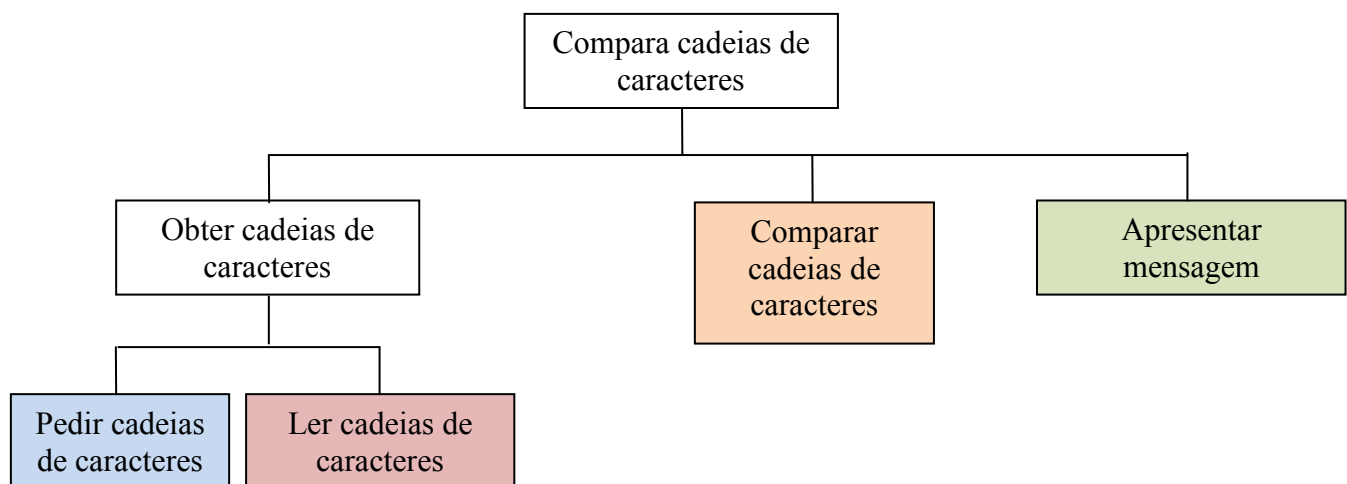 Compara cadeias de
caracteres
Obter cadeias de
caracteres
Comparar
cadeias de
caracteres
Apresentar
mensagem
Pedir cadeias
de caracteres
Ler cadeias de
caracteres